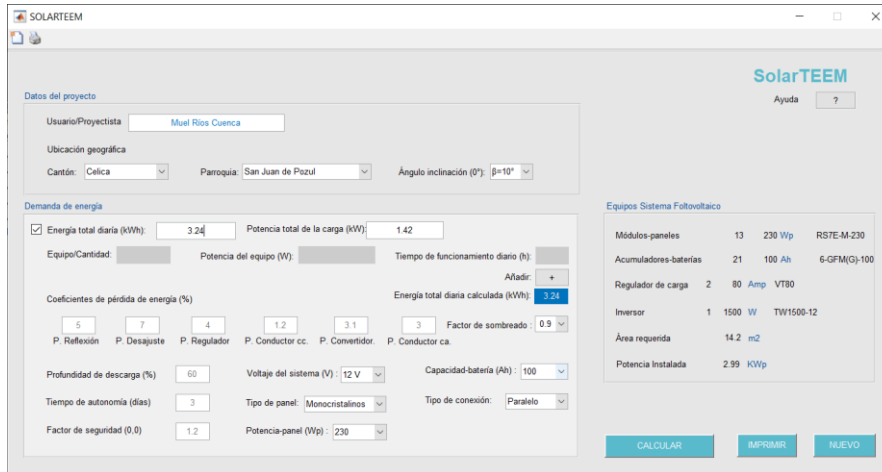 SOLARTEEM
SolarTEEM
Ayuda ?
Datos del proyecto
Usuario/Proyectista Muel Ríos Cuenca
Ubicación geográfica
Cantón: Celica Parroquia: San Juan de Pozul Ángulo inclinación (0°): β=10°
Demanda de energía
Energía total diaría (kWh): 3.24 Potencia total de la carga (kW): 1.42
Equipo/Cantidad: Potencia del equipo (W): Tiempo de funcionamiento diario (h):
Añadir: +
Coeficientes de pérdida de energía (%) Energía total diaria calculada (kWh): 3.24
5 7 4 1.2 3.1 3 Factor de sombreado : 0.9
P. Reflexión P. Desajuste P. Regulador P. Conductor cc. P. Convertidor. P. Conductor ca.
Profundidad de descarga (%) 60 Voltaje del sistema (V) : 12 V Capacidad-batería (Ah) : 100
Tiempo de autonomía (días) 3 Tipo de panel: Monocristalinos Tipo de conexión: Paralelo
Factor de seguridad (0,0) 1.2 Potencia-panel (Wp) : 230
Equipos Sistema Foltovoltaico
Módulos-paneles 13 230 Wp RS7E-M-230
Acumuladores-baterías 21 100 Ah 6-GFM(G)-100
Regulador de carga 2 80 Amp VT80
Inversor 1 1500 W TW1500-12
Área requerida 14.2 m2
Potencia Instalada 2.99 KWp
CALCULAR IMPRIMIR NUEVO